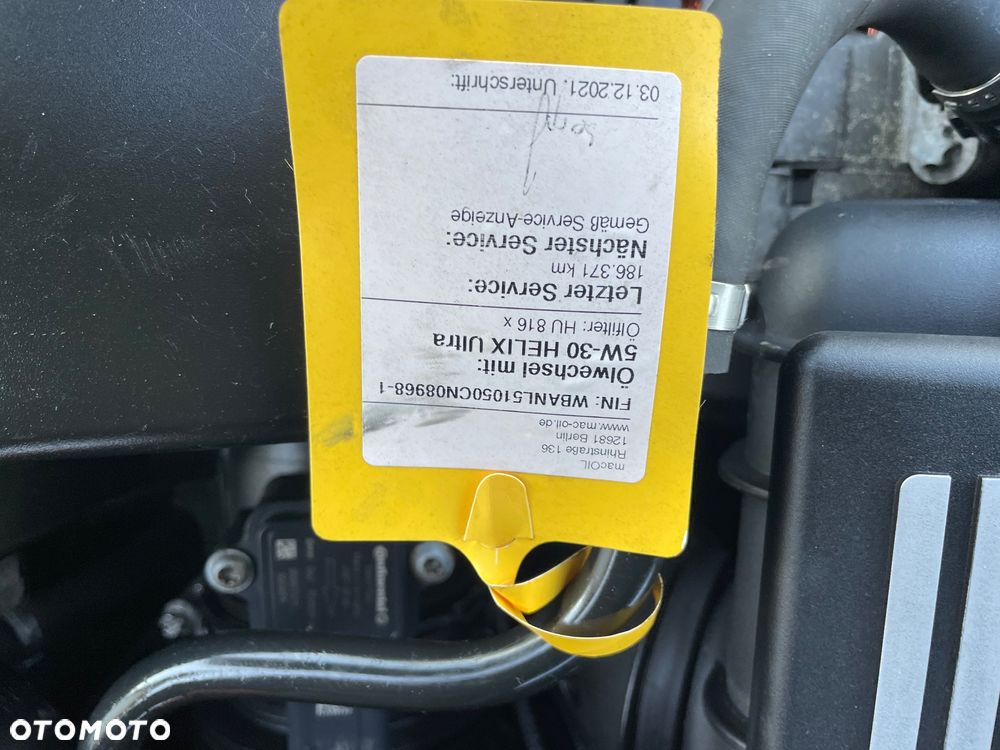 macOIL
Rhinstraße 136
12681 Berlin
www.mac-oil.de
FIN: WBANL51050CN08968-1
Ölwechsel mit:
5W-30 HELIX Ultra
Ölfilter: HU 816 x
Letzter Service:
186.371 km
Nächster Service:
Gemäß Service-Anzeige
03.12.2021. Unterschrift:
Continental
OTOMOTO